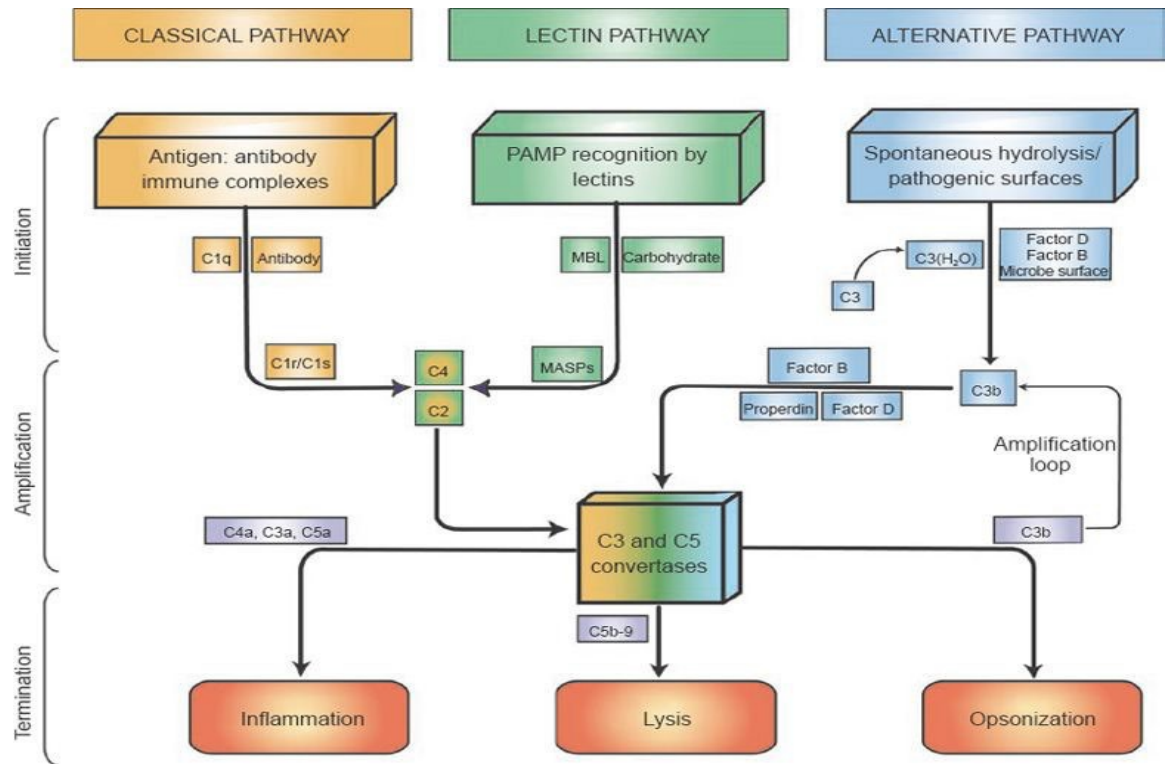 CLASSICAL PATHWAY
LECTIN PATHWAY
ALTERNATIVE PATHWAY
Initiation
Antigen: antibody
immune complexes
PAMP recognition by
lectins
Spontaneous hydrolysis/
pathogenic surfaces
C1q
Antibody
MBL
Carbohydrate
C3
C3(H₂O)
Factor D
Factor B
Microbe surface
C1r/C1s
C4
C2
MASPs
Factor B
Properdin
Factor D
C3b
Amplification
Amplification
loop
C4a, C3a, C5a
C3 and C5
convertases
C3b
Termination
C5b-9
Inflammation
Lysis
Opsonization